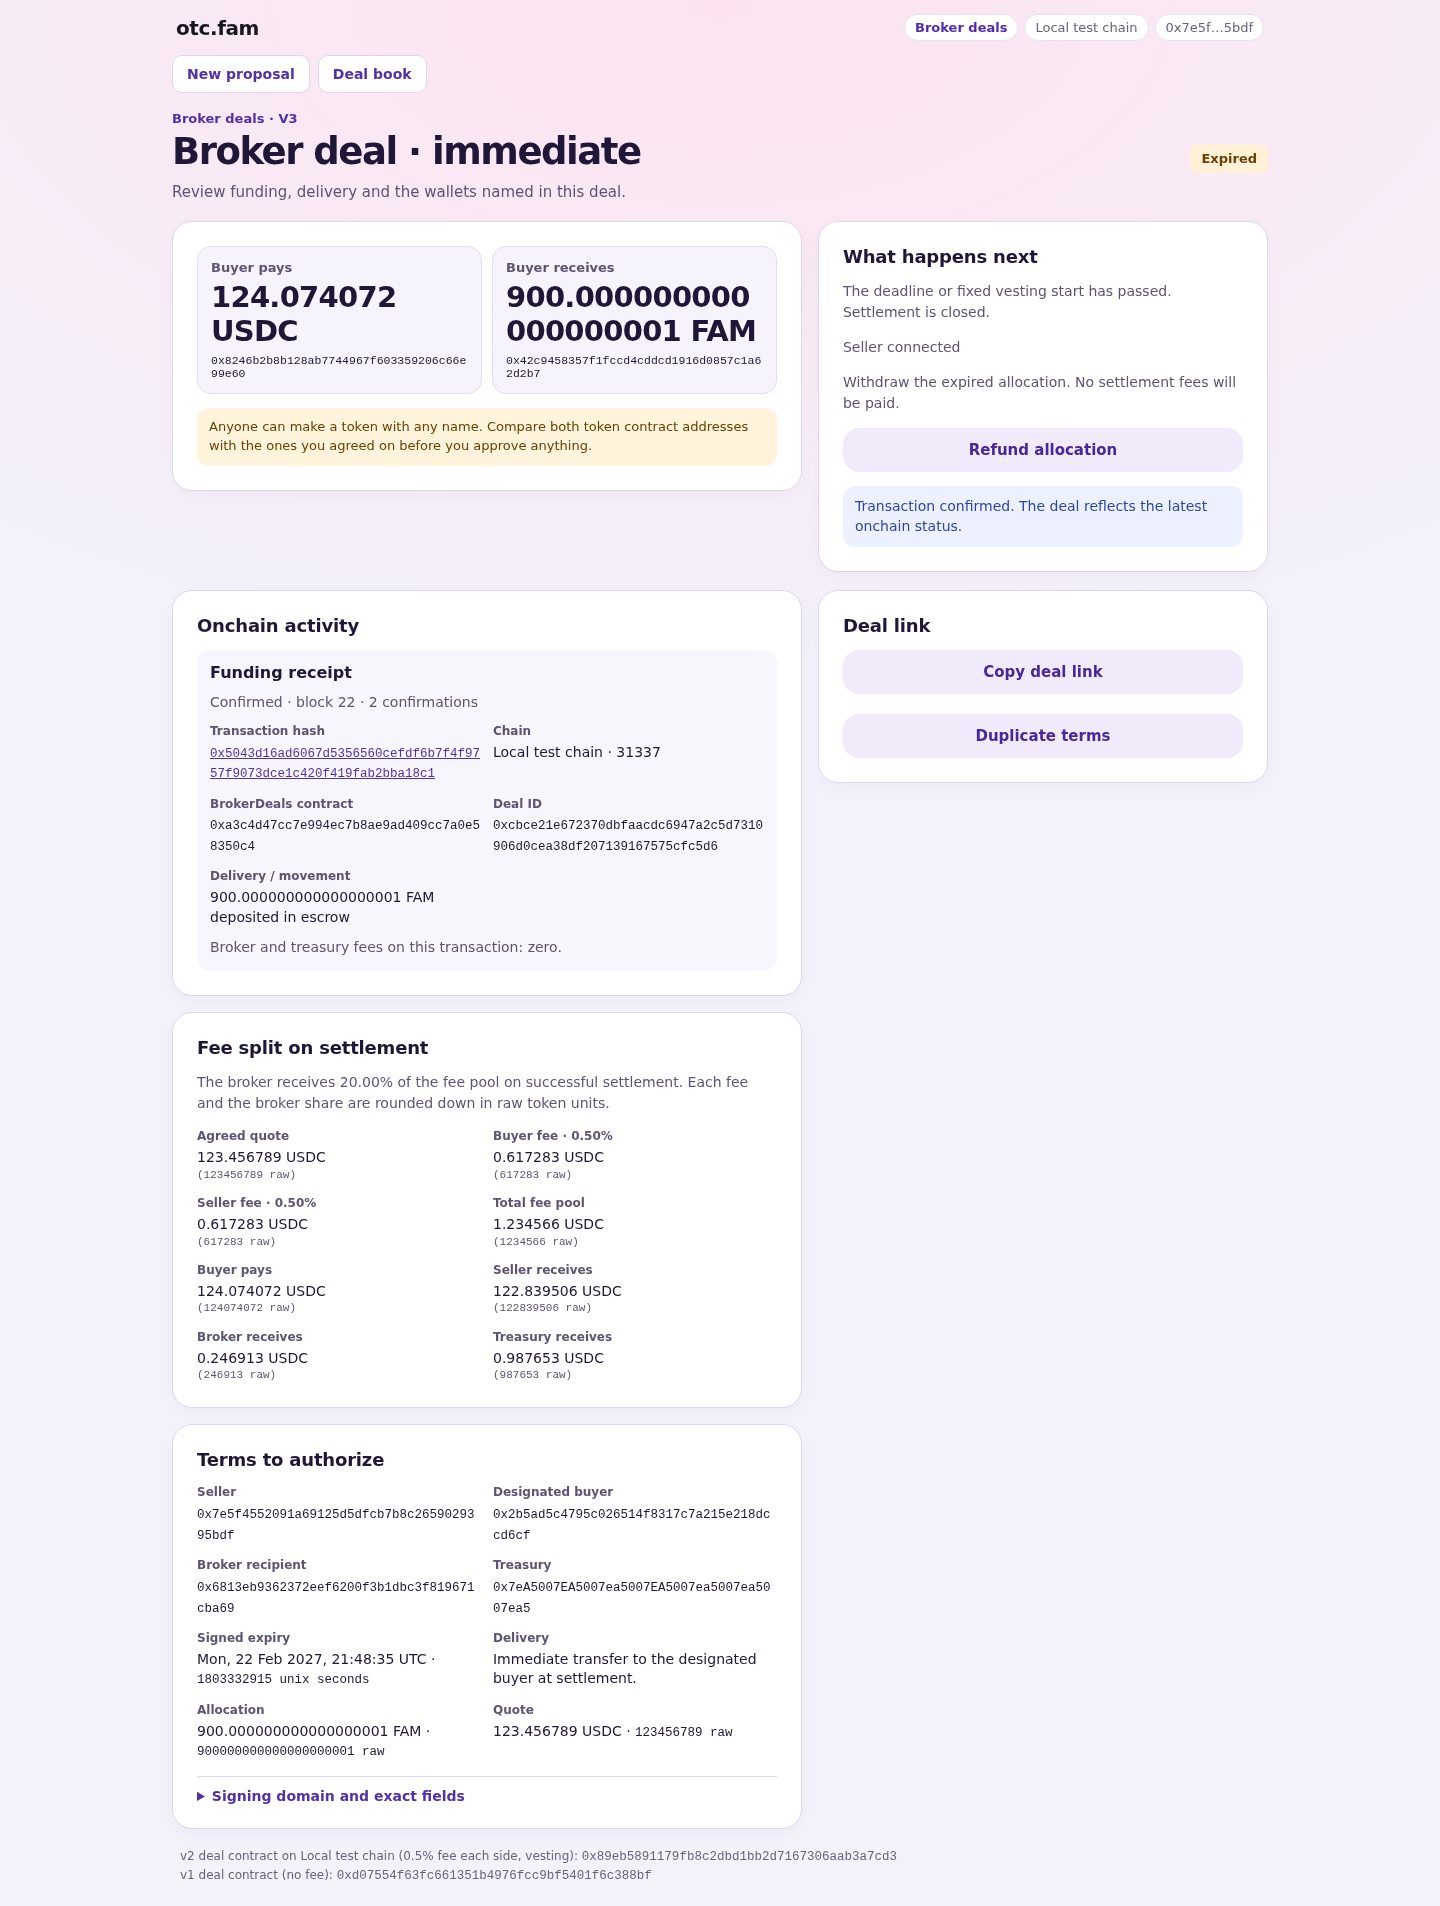 otc.fam
Broker deals
Local test chain
0x7e5f…5bdf
New proposal
Deal book
Broker deals · V3
Broker deal · immediate
Expired
Review funding, delivery and the wallets named in this deal.
Buyer pays
124.074072
USDC
0x8246b2b8b128ab7744967f603359206c66e
99e60
Buyer receives
900.000000000
000000001 FAM
0x42c9458357f1fccd4cddcd1916d0857c1a6
2d2b7
Anyone can make a token with any name. Compare both token contract addresses
with the ones you agreed on before you approve anything.
What happens next
The deadline or fixed vesting start has passed.
Settlement is closed.
Seller connected
Withdraw the expired allocation. No settlement fees will
be paid.
Refund allocation
Transaction confirmed. The deal reflects the latest
onchain status.
Onchain activity
Funding receipt
Confirmed · block 22 · 2 confirmations
Transaction hash
0x5043d16ad6067d5356560cefdf6b7f4f97
57f9073dce1c420f419fab2bba18c1
Chain
Local test chain · 31337
BrokerDeals contract
0xa3c4d47cc7e994ec7b8ae9ad409cc7a0e5
8350c4
Deal ID
0xcbce21e672370dbfaacdc6947a2c5d7310
906d0cea38df207139167575cfc5d6
Delivery / movement
900.000000000000000001 FAM
deposited in escrow
Broker and treasury fees on this transaction: zero.
Deal link
Copy deal link
Duplicate terms
Fee split on settlement
The broker receives 20.00% of the fee pool on successful settlement. Each fee
and the broker share are rounded down in raw token units.
Agreed quote
123.456789 USDC
(123456789 raw)
Buyer fee · 0.50%
0.617283 USDC
(617283 raw)
Seller fee · 0.50%
0.617283 USDC
(617283 raw)
Total fee pool
1.234566 USDC
(1234566 raw)
Buyer pays
124.074072 USDC
(124074072 raw)
Seller receives
122.839506 USDC
(122839506 raw)
Broker receives
0.246913 USDC
(246913 raw)
Treasury receives
0.987653 USDC
(987653 raw)
Terms to authorize
Seller
0x7e5f4552091a69125d5dfcb7b8c26590293
95bdf
Designated buyer
0x2b5ad5c4795c026514f8317c7a215e218dc
cd6cf
Broker recipient
0x6813eb9362372eef6200f3b1dbc3f819671
cba69
Treasury
0x7eA5007EA5007ea5007EA5007ea5007ea50
07ea5
Signed expiry
Mon, 22 Feb 2027, 21:48:35 UTC ·
1803332915 unix seconds
Delivery
Immediate transfer to the designated
buyer at settlement.
Allocation
900.000000000000000001 FAM ·
900000000000000000001 raw
Quote
123.456789 USDC · 123456789 raw
Signing domain and exact fields
v2 deal contract on Local test chain (0.5% fee each side, vesting): 0x89eb5891179fb8c2dbd1bb2d7167306aab3a7cd3
v1 deal contract (no fee): 0xd07554f63fc661351b4976fcc9bf5401f6c388bf